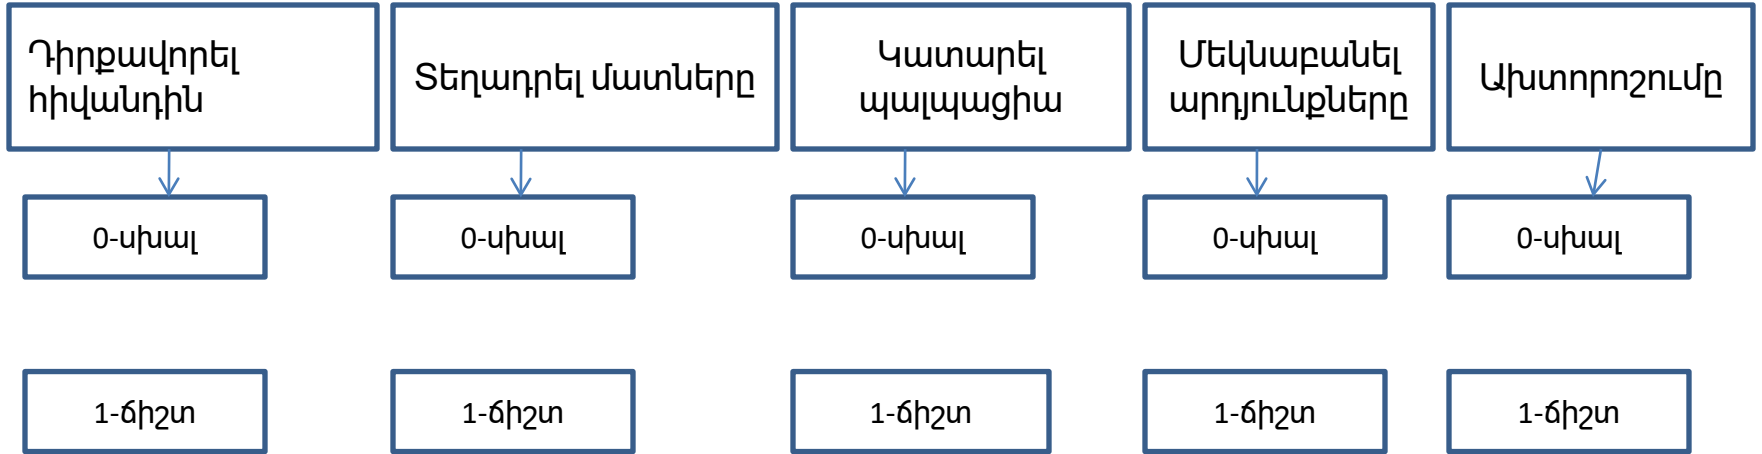 Դիրքավորել
հիվանդին
Տեղադրել մատները
Կատարել
պալպացիա
Մեկնաբանել
արդյունքները
Ախտորոշումը
0-սխալ
0-սխալ
0-սխալ
0-սխալ
0-սխալ
1-ճիշտ
1-ճիշտ
1-ճիշտ
1-ճիշտ
1-ճիշտ